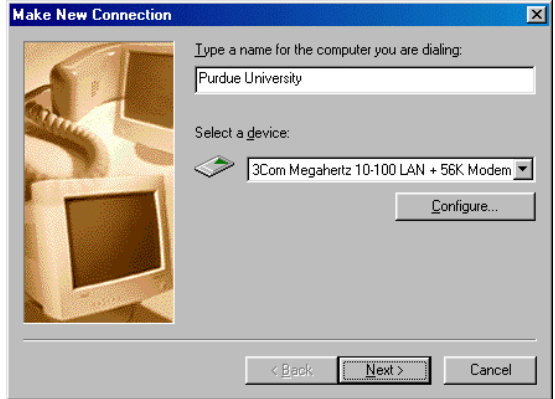 Make New Connection
Type a name for the computer you are dialing:
Purdue University
Select a device:
3Com Megahertz 10-100 LAN + 56K Modem
Configure...
< Back
Next >
Cancel